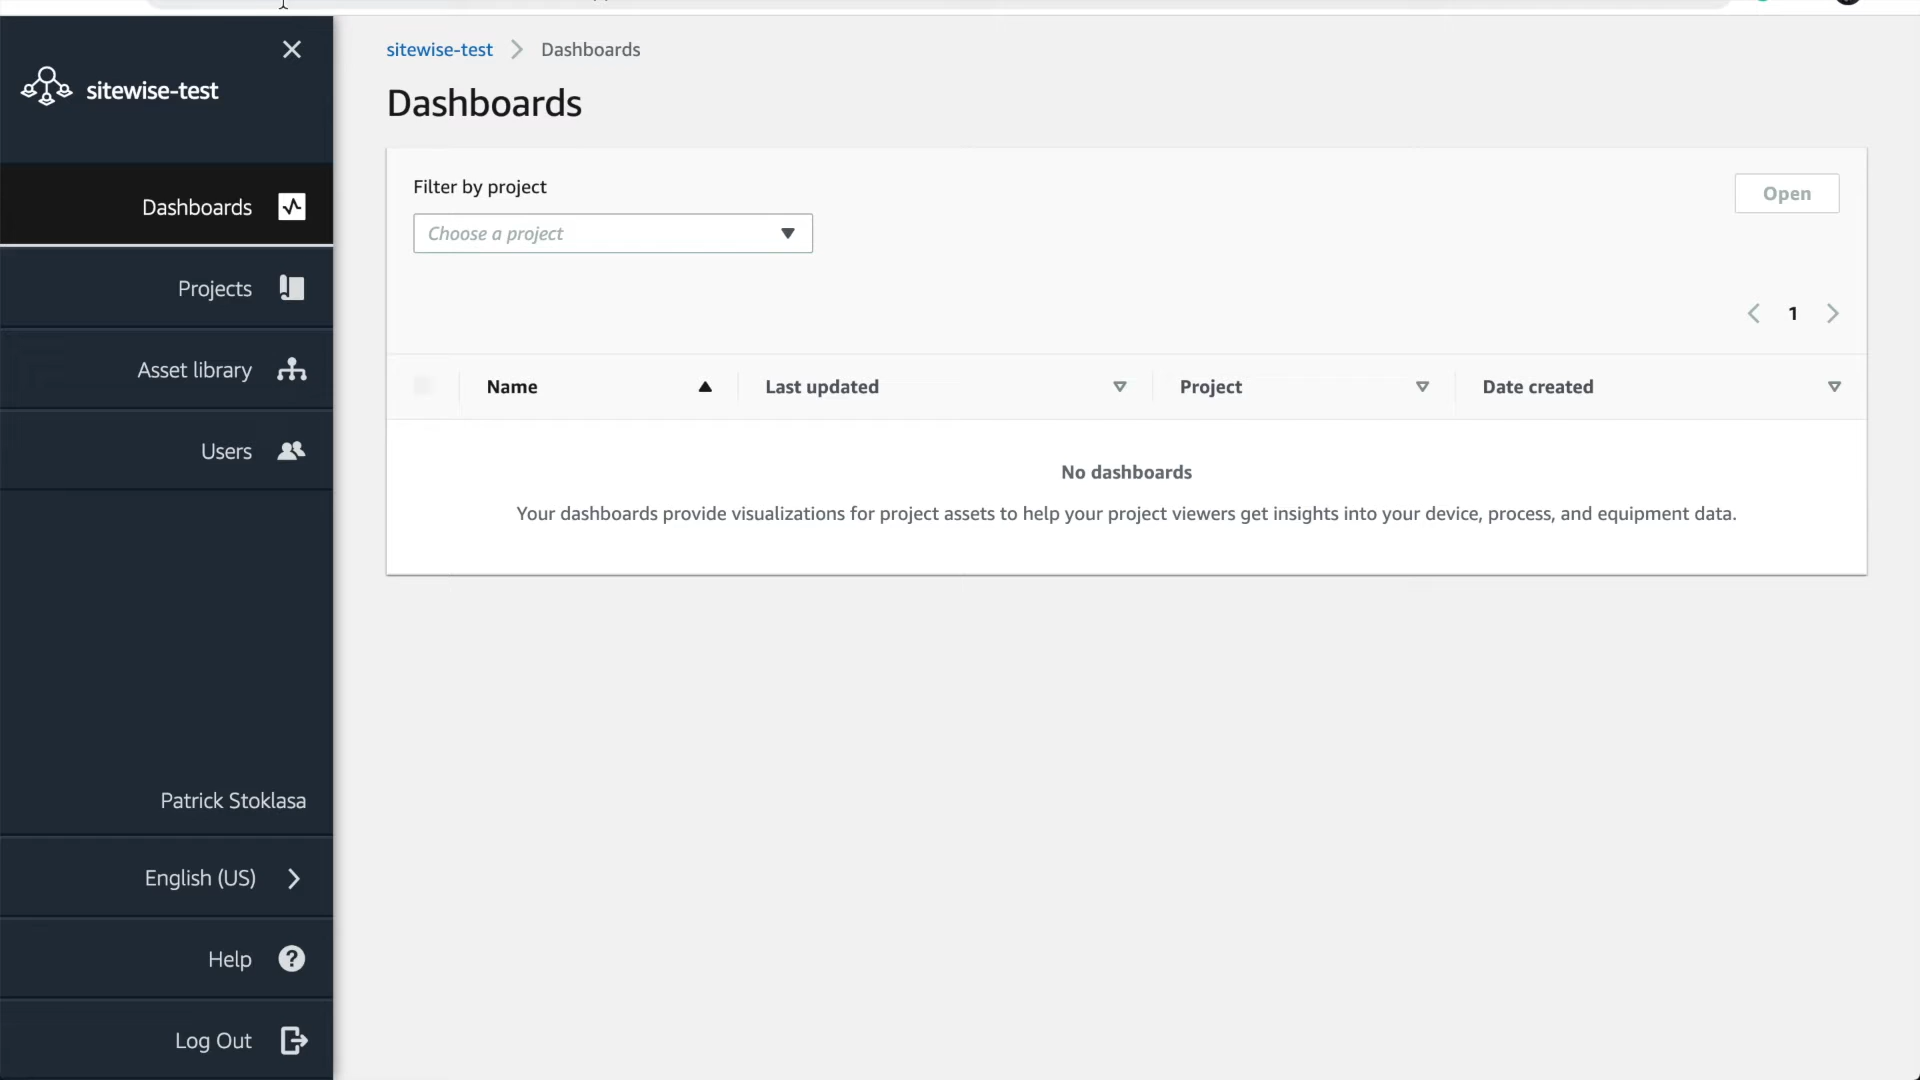 sitewise-test
Dashboards
Projects
Asset library
Users
Patrick Stoklasa
English (US)
Help
Log Out
sitewise-test > Dashboards
Dashboards
Filter by project
Choose a project
Open
1
Name
Last updated
Project
Date created
No dashboards
Your dashboards provide visualizations for project assets to help your project viewers get insights into your device, process, and equipment data.